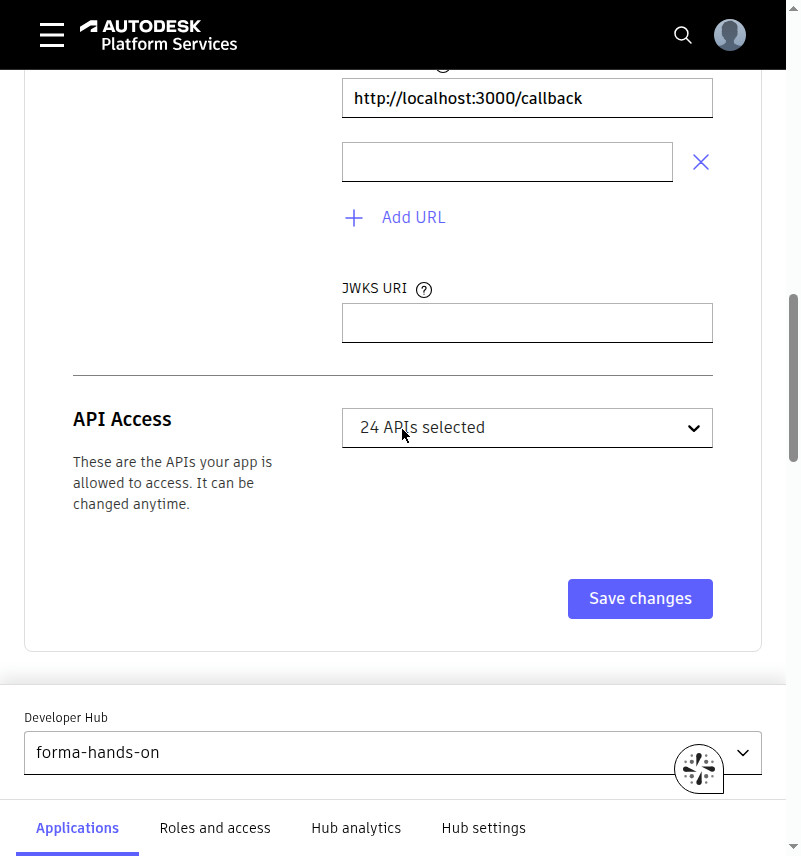 AUTODESK
Platform Services
http://localhost:3000/callback
Add URL
JWKS URI ?
API Access
24 APIs selected
These are the APIs your app is
allowed to access. It can be
changed anytime.
Save changes
Developer Hub
forma-hands-on
Applications Roles and access Hub analytics Hub settings